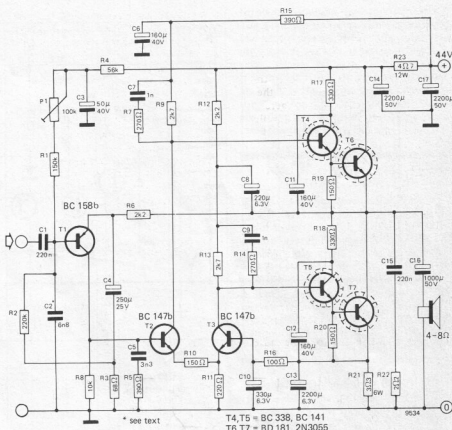 R15
390Ω
C6
160µ
40V
44V
R4
56k
R23
4Ω7
12W
P1
100k
C3
50µ
40V
C7
1n
R7
220Ω
R9
2k7
R12
2k7
R17
330Ω
C14
2200µ
50V
C17
2200µ
50V
T4
T6
R1
150k
C8
220µ
6.3V
C11
160µ
40V
R19
150Ω
BC 158b
T1
R6
2k2
C1
220n
C9
1n
R13
2k7
R14
220Ω
R18
330Ω
C15
220n
C18
1000µ
50V
T5
T7
C4
250µ
25V
BC 147b
BC 147b
R2
220k
C2
*
6n8
T2
T3
C12
160µ
40V
R20
150Ω
4-8Ω
C5
3n3
R10
150Ω
R16
100Ω
R8
10k
R3
68Ω
R5
390Ω
R11
220Ω
C10
330µ
6.3V
C13
2200µ
6.3V
R21
6W
R22
0
* see text
9534
T4,T5 = BC 338, BC 141
T6,T7 = BD 181, 2N3055